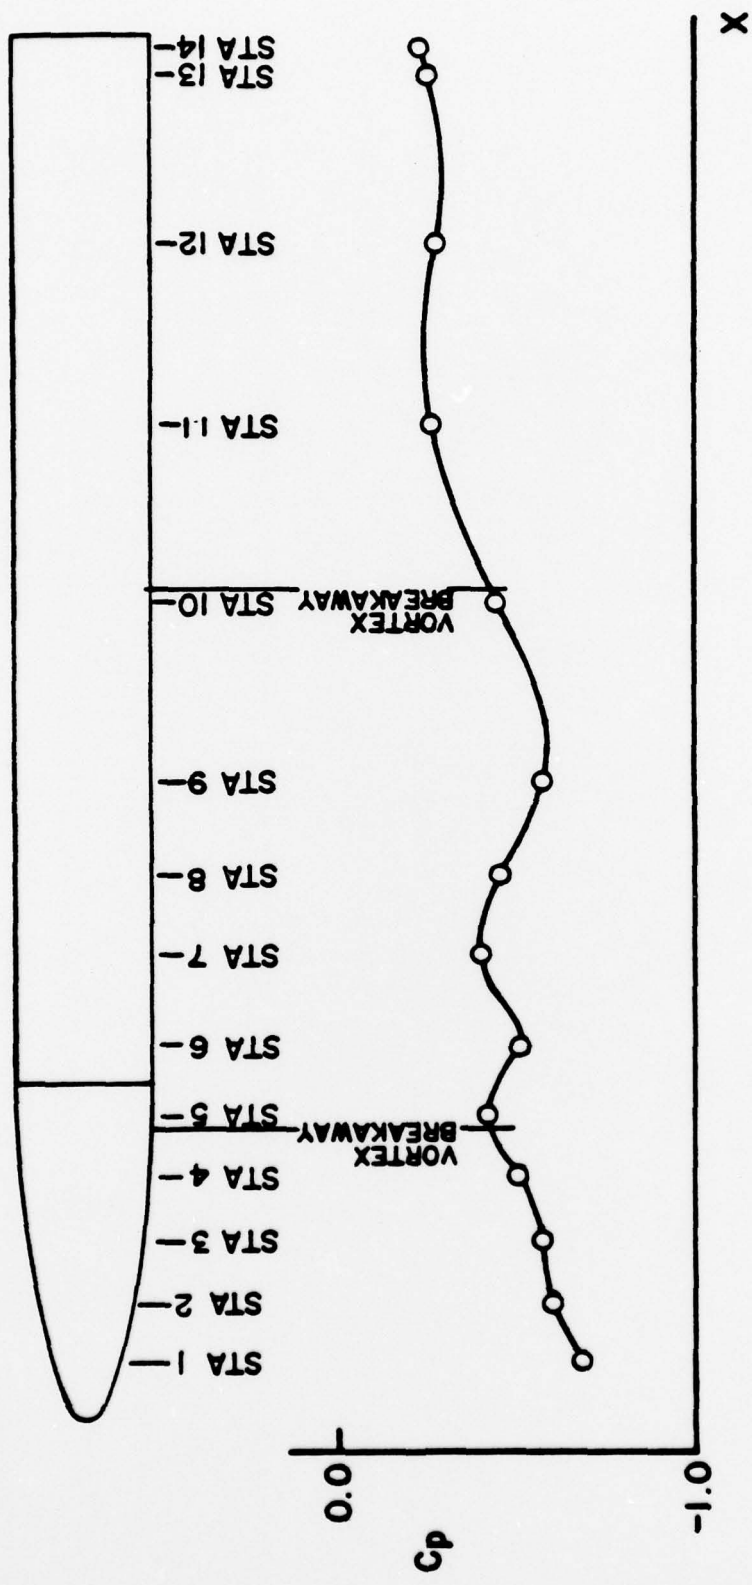 STA 1
STA 2
STA 3
STA 4
STA 5
STA 6
STA 7
STA 8
STA 9
STA 10
STA 11
STA 12
STA 13
STA 14
VORTEX
BREAKAWAY
VORTEX
BREAKAWAY
0.0
Cp
-1.0
X